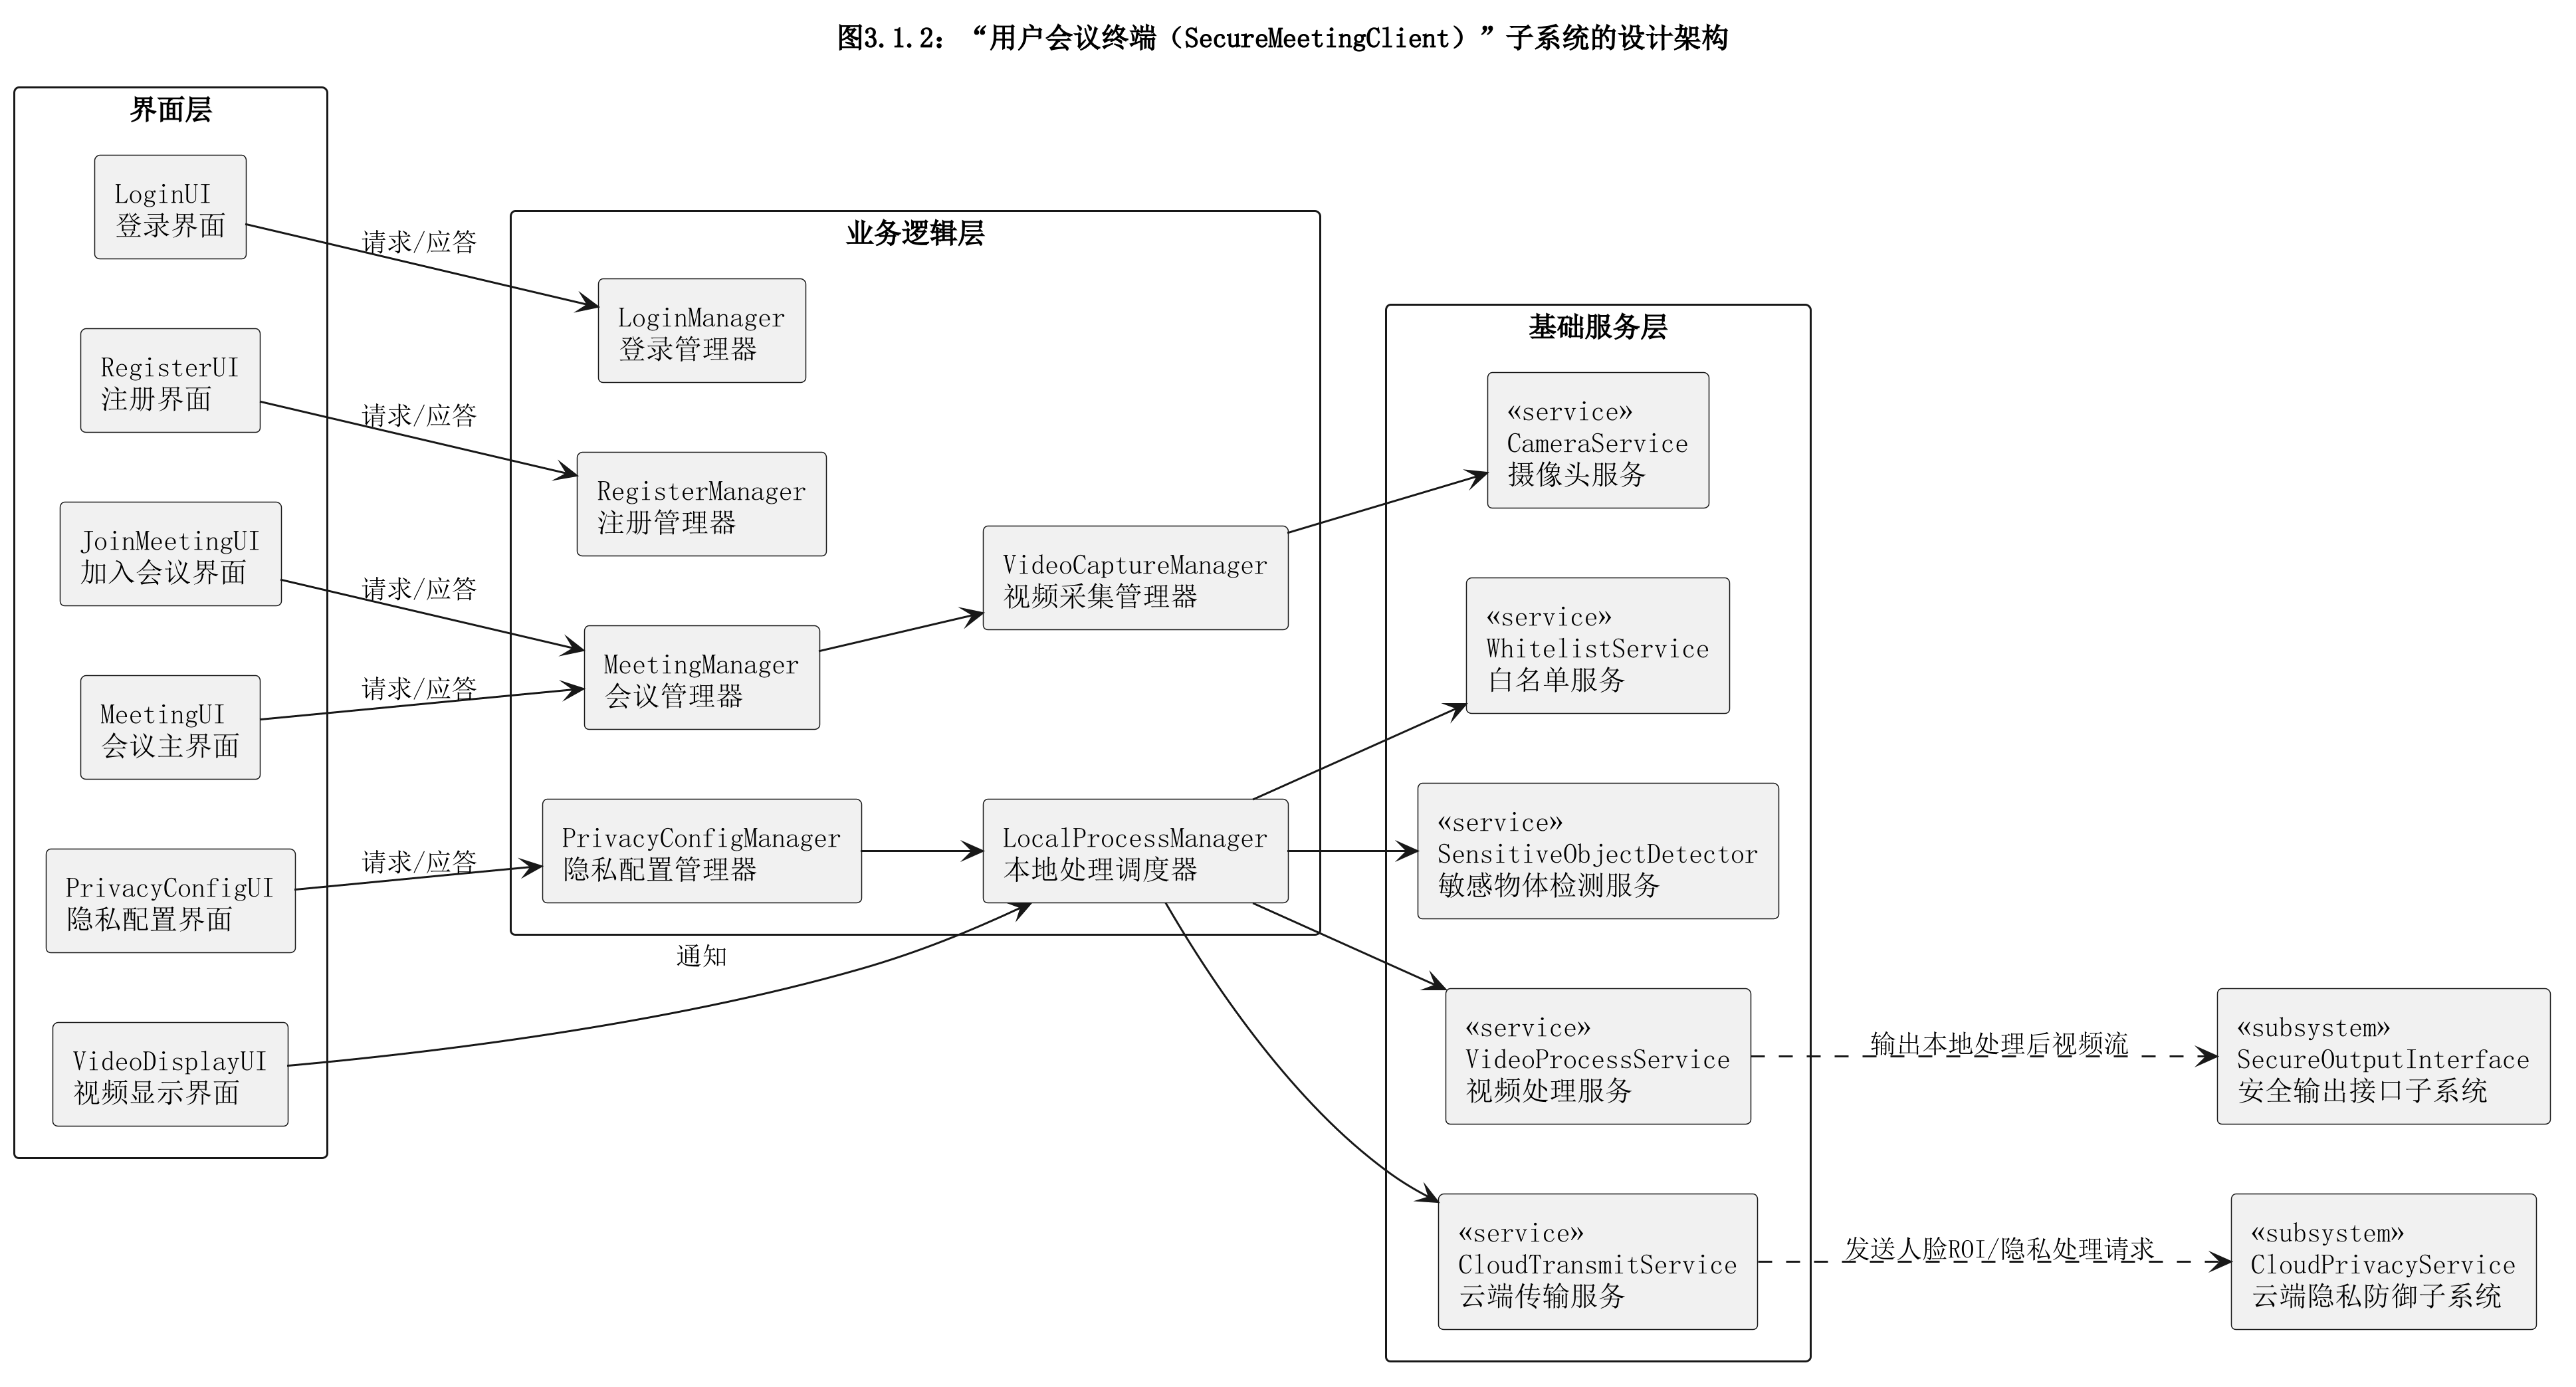 图3.1.2：“用户会议终端（SecureMeetingClient）”子系统的设计架构
界面层
LoginUI
登录界面
RegisterUI
注册界面
JoinMeetingUI
加入会议界面
MeetingUI
会议主界面
PrivacyConfigUI
隐私配置界面
VideoDisplayUI
视频显示界面
请求/应答
请求/应答
请求/应答
请求/应答
请求/应答
通知
业务逻辑层
LoginManager
登录管理器
RegisterManager
注册管理器
MeetingManager
会议管理器
PrivacyConfigManager
隐私配置管理器
VideoCaptureManager
视频采集管理器
LocalProcessManager
本地处理调度器
基础服务层
«service»
CameraService
摄像头服务
«service»
WhitelistService
白名单服务
«service»
SensitiveObjectDetector
敏感物体检测服务
«service»
VideoProcessService
视频处理服务
«service»
CloudTransmitService
云端传输服务
输出本地处理后视频流
发送人脸ROI/隐私处理请求
«subsystem»
SecureOutputInterface
安全输出接口子系统
«subsystem»
CloudPrivacyService
云端隐私防御子系统